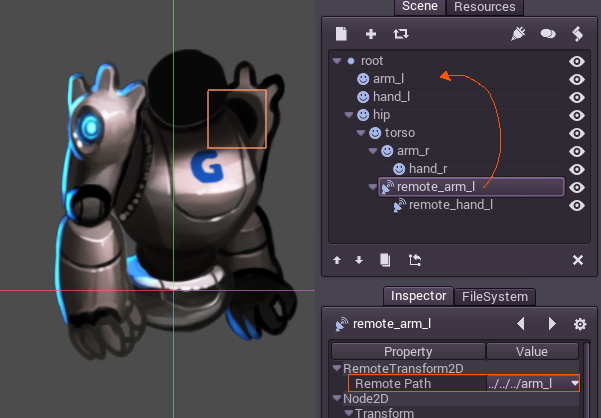 Scene Resources
root
arm_l
hand_l
hip
torso
arm_r
hand_r
remote_arm_l
remote_hand_l
G
Inspector FileSystem
remote_arm_l
Property Value
RemoteTransform2D
Remote Path ../../../arm_l
Node2D
Transform